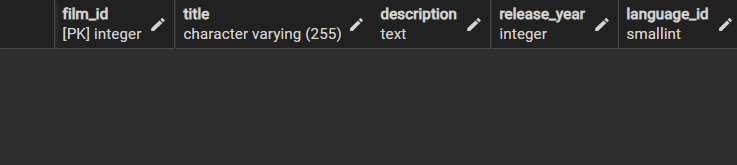 film_id title description release_year language_id
[PK] integer character varying (255) text integer smallint